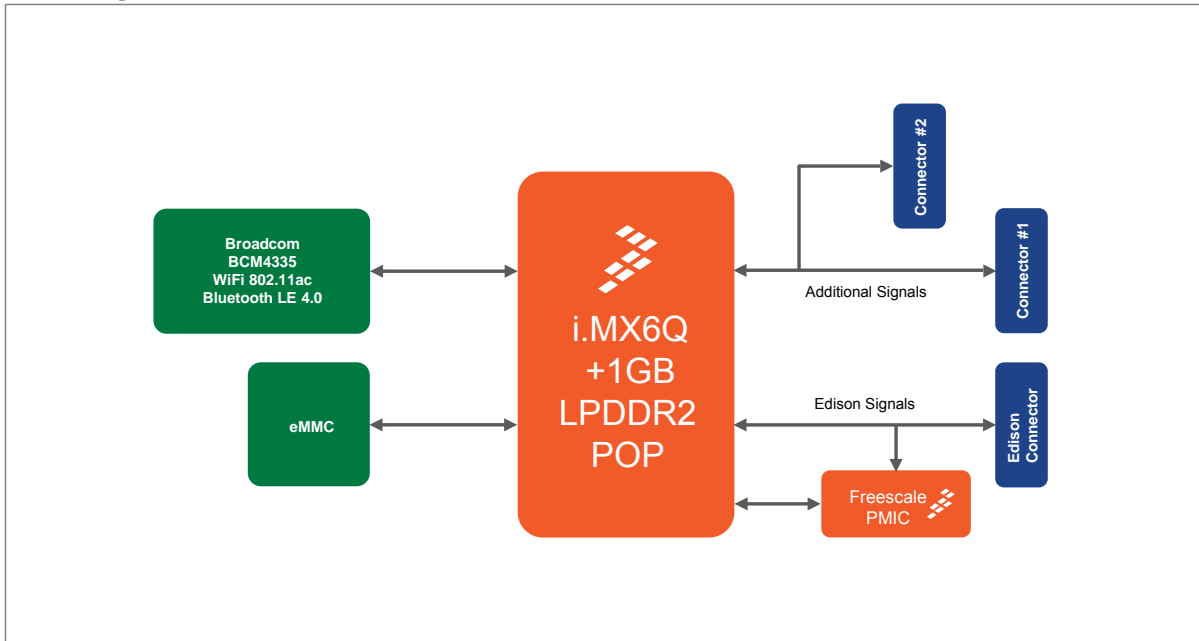 Broadcom
BCM4335
WiFi 802.11ac
Bluetooth LE 4.0
eMMC
i.MX6Q
+1GB
LPDDR2
POP
Connector #2
Connector #1
Additional Signals
Edison Signals
Edison
Connector
Freescale
PMIC